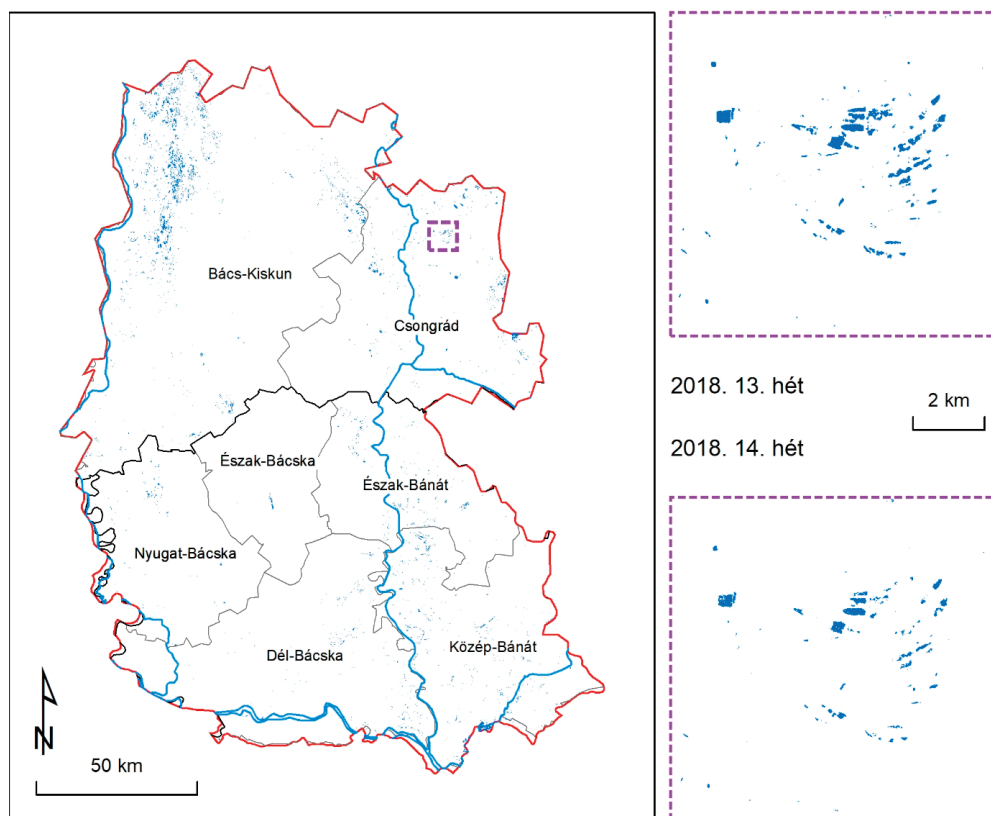 Bács-Kiskun
Csongrád
Észak-Bácska
Észak-Bánát
Nyugat-Bácska
Dél-Bácska
Közép-Bánát
N
50 km
2018. 13. hét
2 km
2018. 14. hét